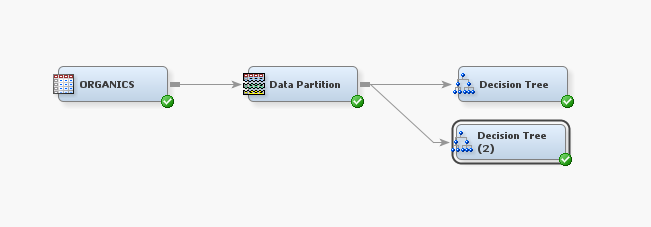 ORGANICS
Data Partition
Decision Tree
Decision Tree
(2)